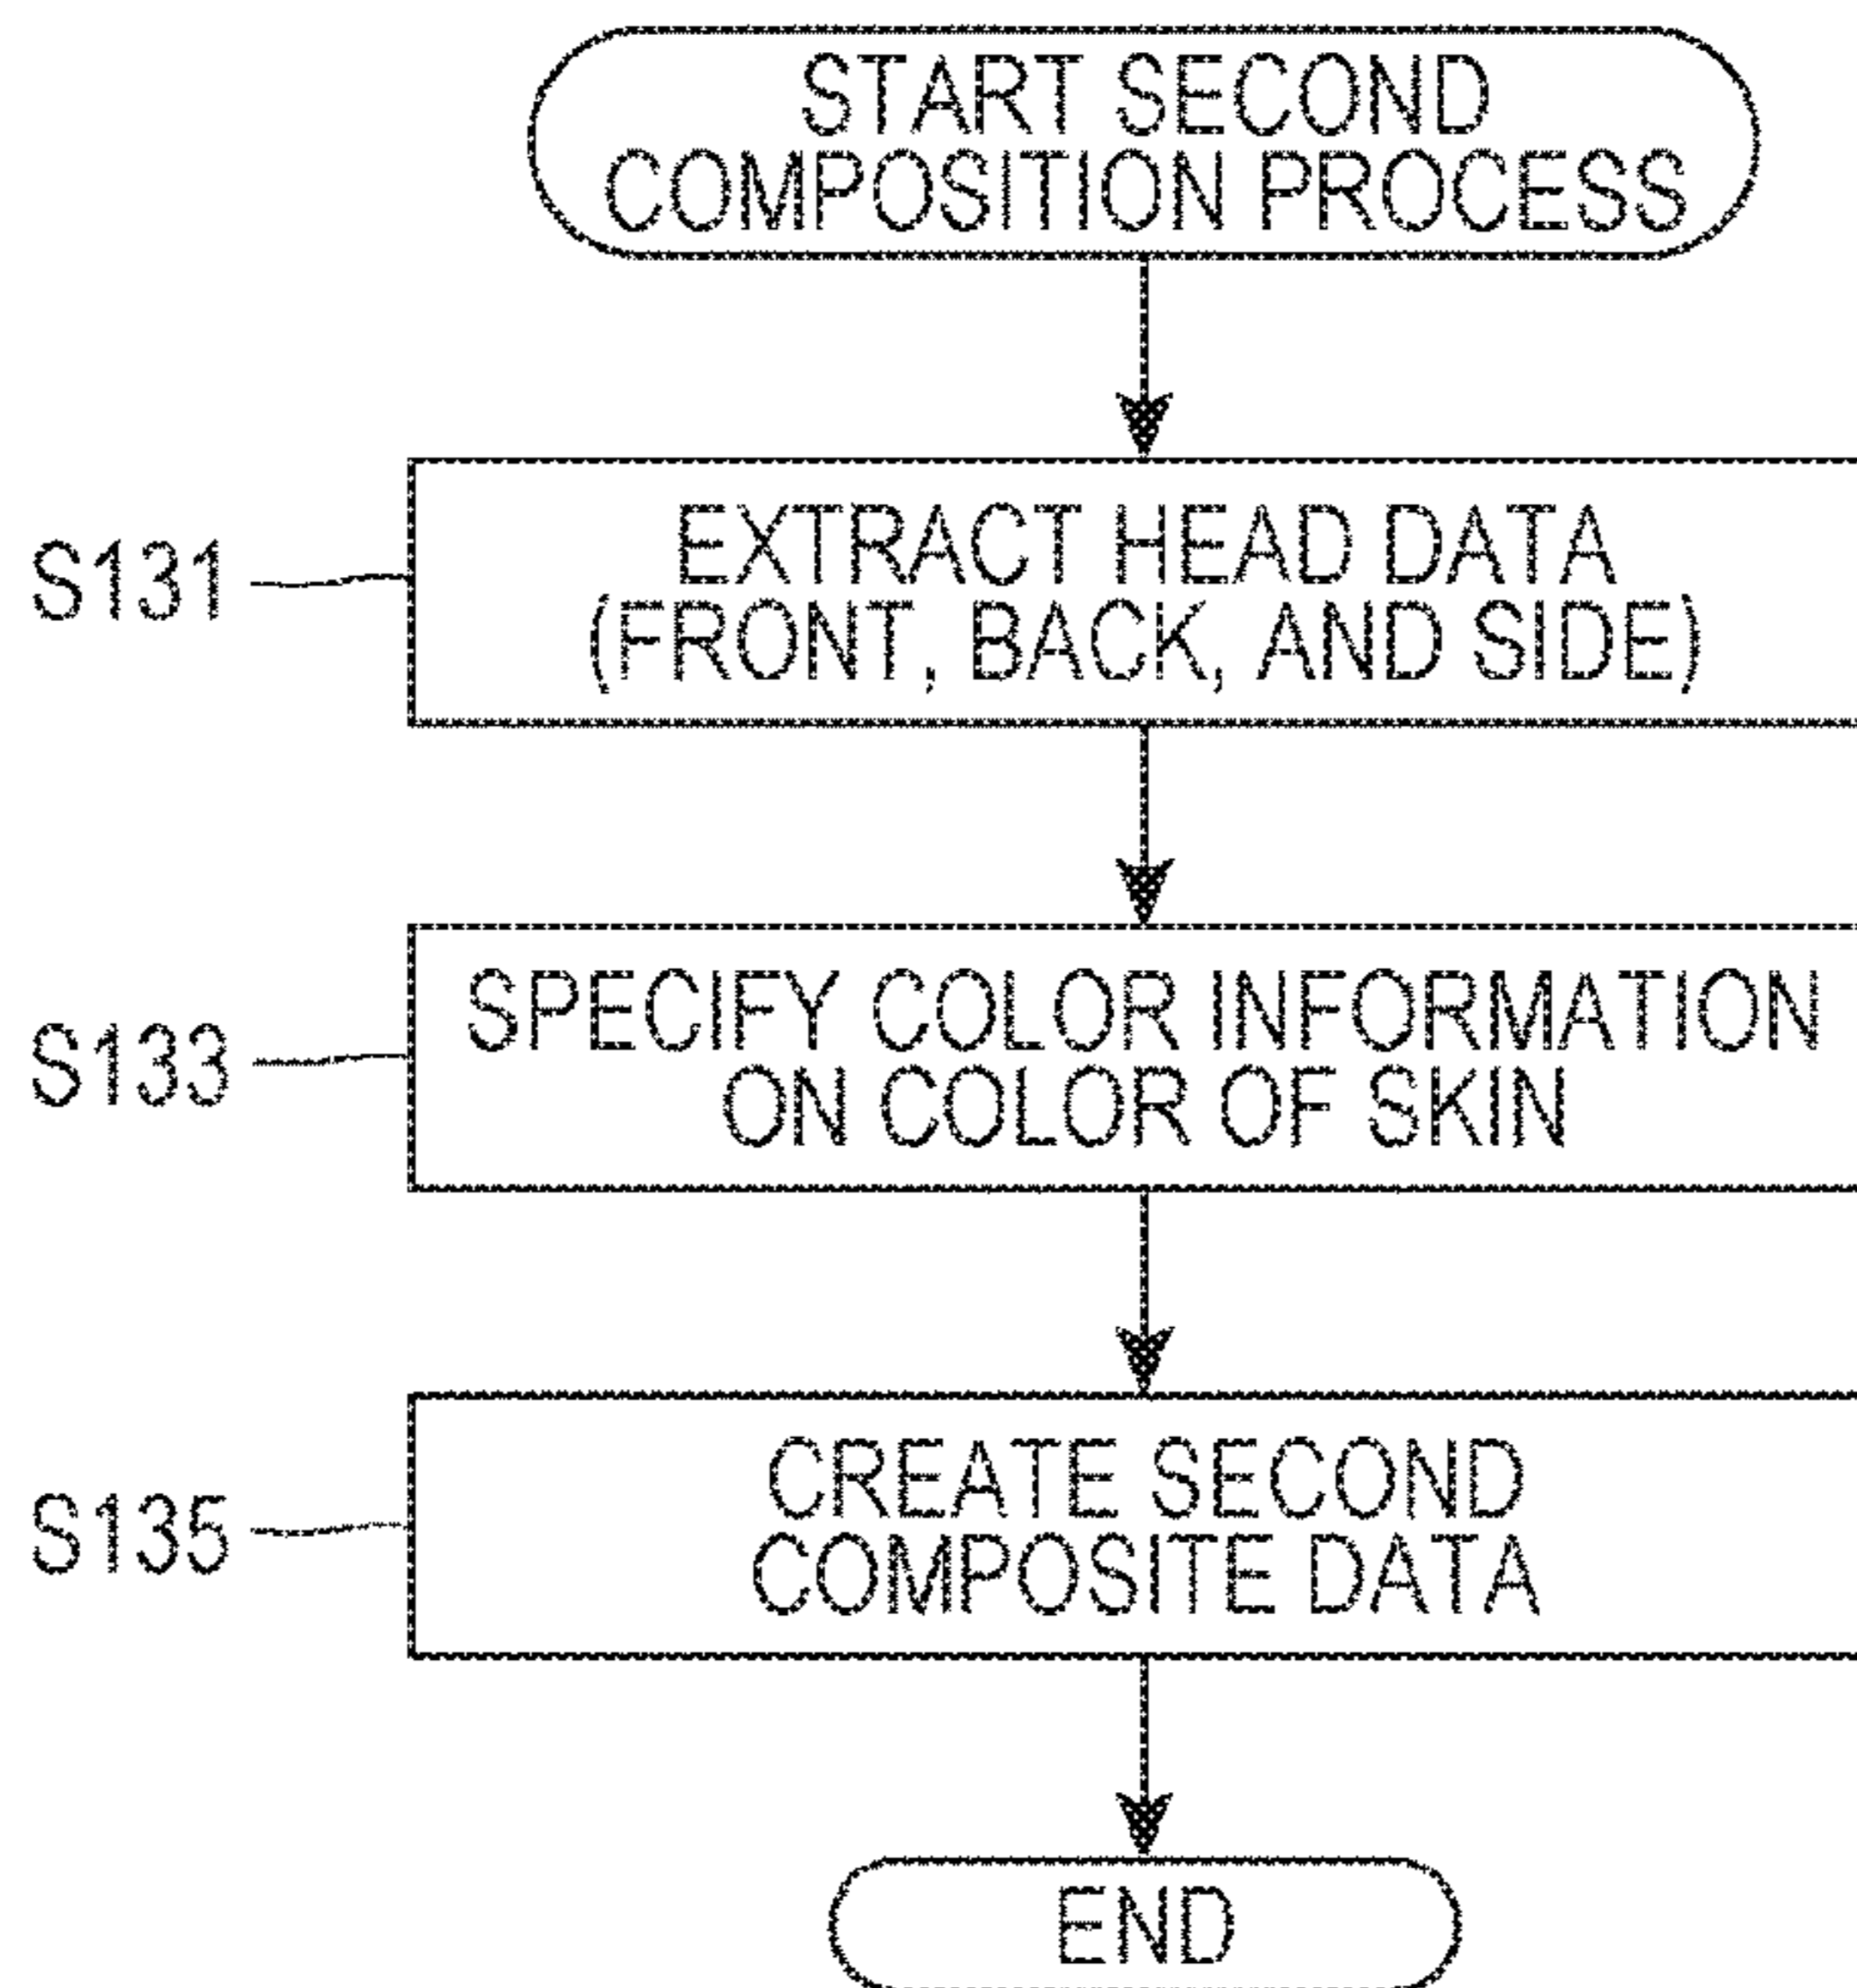 START SECOND
COMPOSITION PROCESS
S131
EXTRACT HEAD DATA
(FRONT, BACK, AND SIDE)
S133
SPECIFY COLOR INFORMATION
ON COLOR OF SKIN
S135
CREATE SECOND
COMPOSITE DATA
END